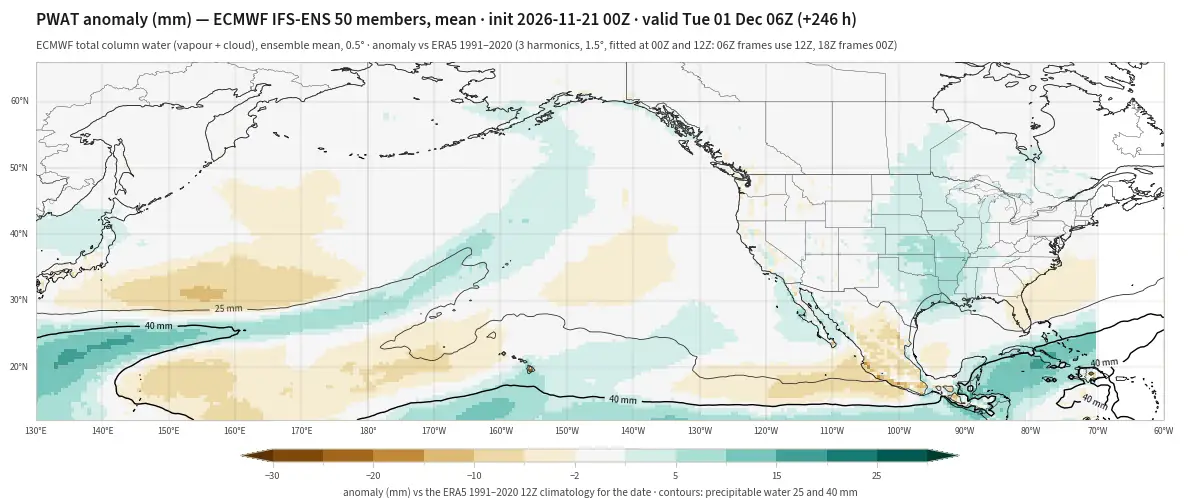 PWAT anomaly (mm) — ECMWF IFS-ENS 50 members, mean · init 2026-11-21 00Z · valid Tue 01 Dec 06Z (+246 h)
ECMWF total column water (vapour + cloud), ensemble mean, 0.5° · anomaly vs ERA5 1991–2020 (3 harmonics, 1.5°, fitted at 00Z and 12Z: 06Z frames use 12Z, 18Z frames 00Z)
60°N
50°N
40°N
30°N
20°N
25 mm
40 mm
40 mm
40 mm
40 mm
130°E 140°E 150°E 160°E 170°E 180° 170°W 160°W 150°W 140°W 130°W 120°W 110°W 100°W 90°W 80°W 70°W 60°W
−30 −20 −10 −2 5 15 25
anomaly (mm) vs the ERA5 1991–2020 12Z climatology for the date · contours: precipitable water 25 and 40 mm